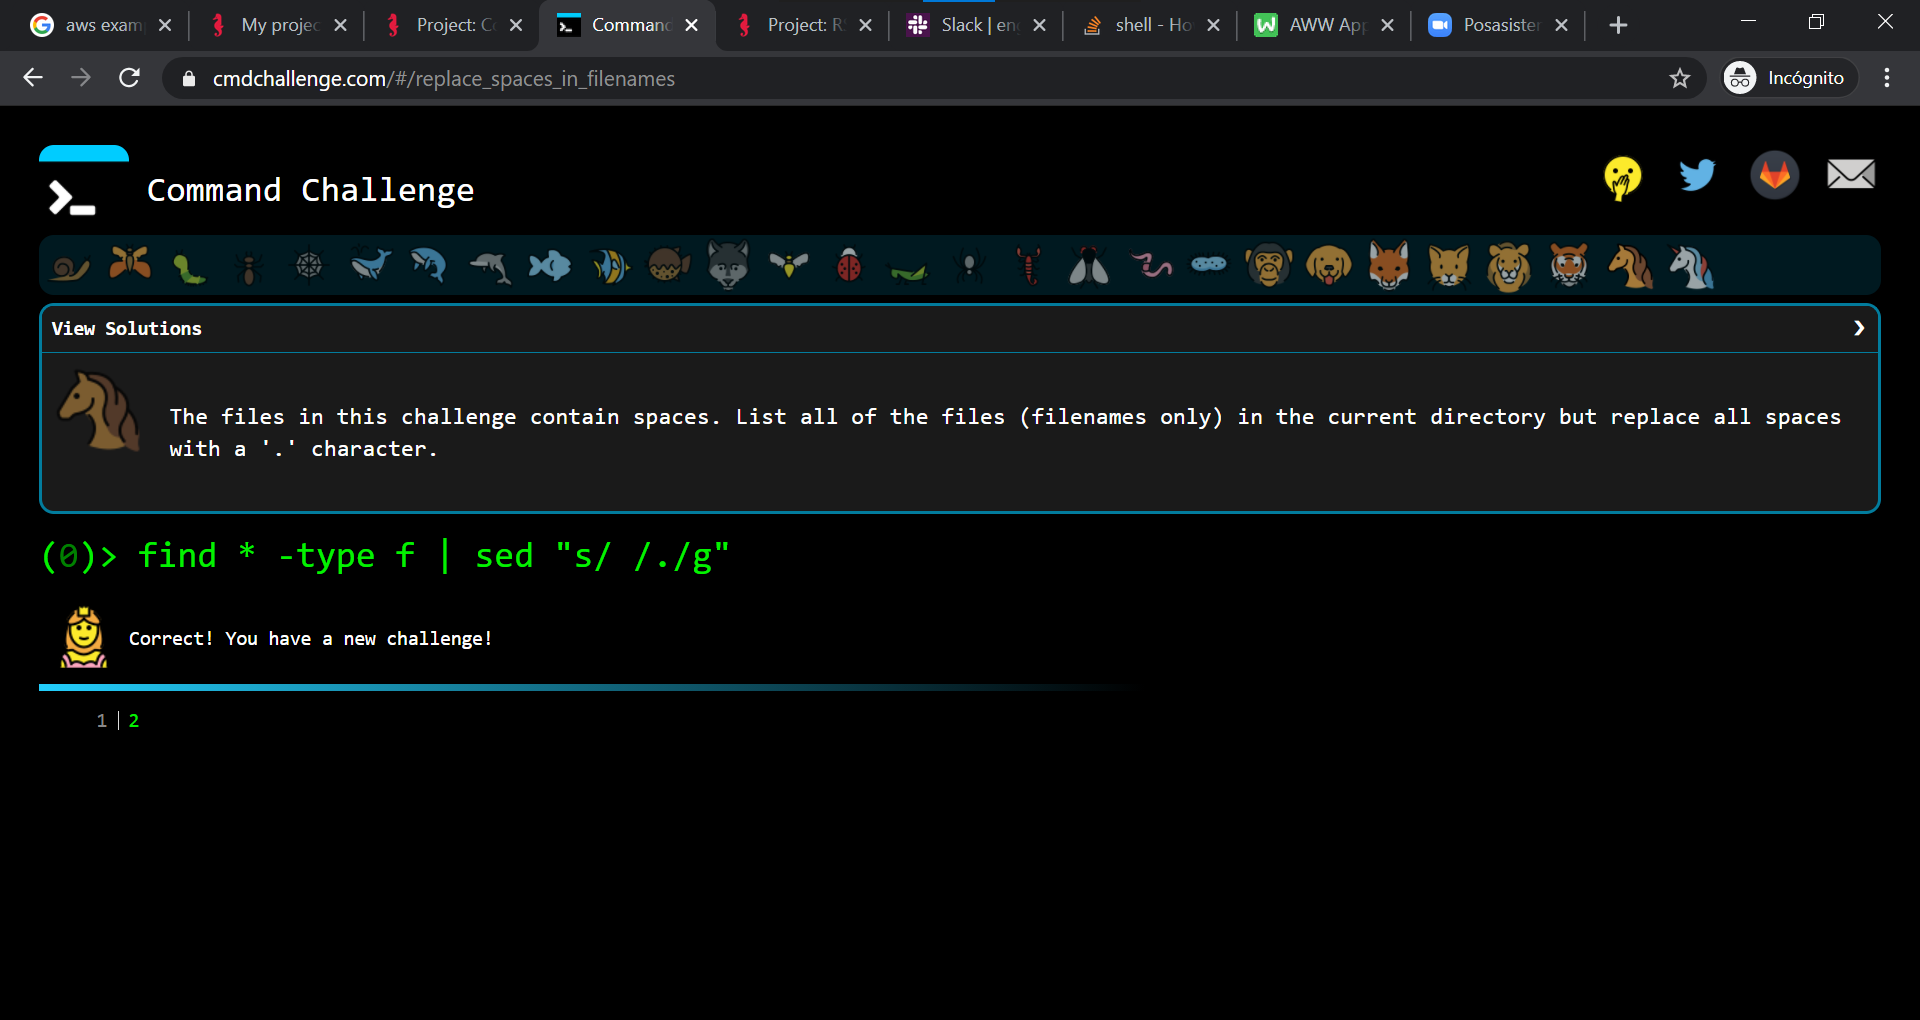 aws exam
My projec
Project: C
Command
Project: R
Slack | en
shell - Ho
AWW App
Posasister
cmdchallenge.com/#/replace_spaces_in_filenames
Incógnito
Command Challenge
View Solutions
The files in this challenge contain spaces. List all of the files (filenames only) in the current directory but replace all spaces
with a '.' character.
(0)> find * -type f | sed "s/ /./g"
Correct! You have a new challenge!
1 | 2